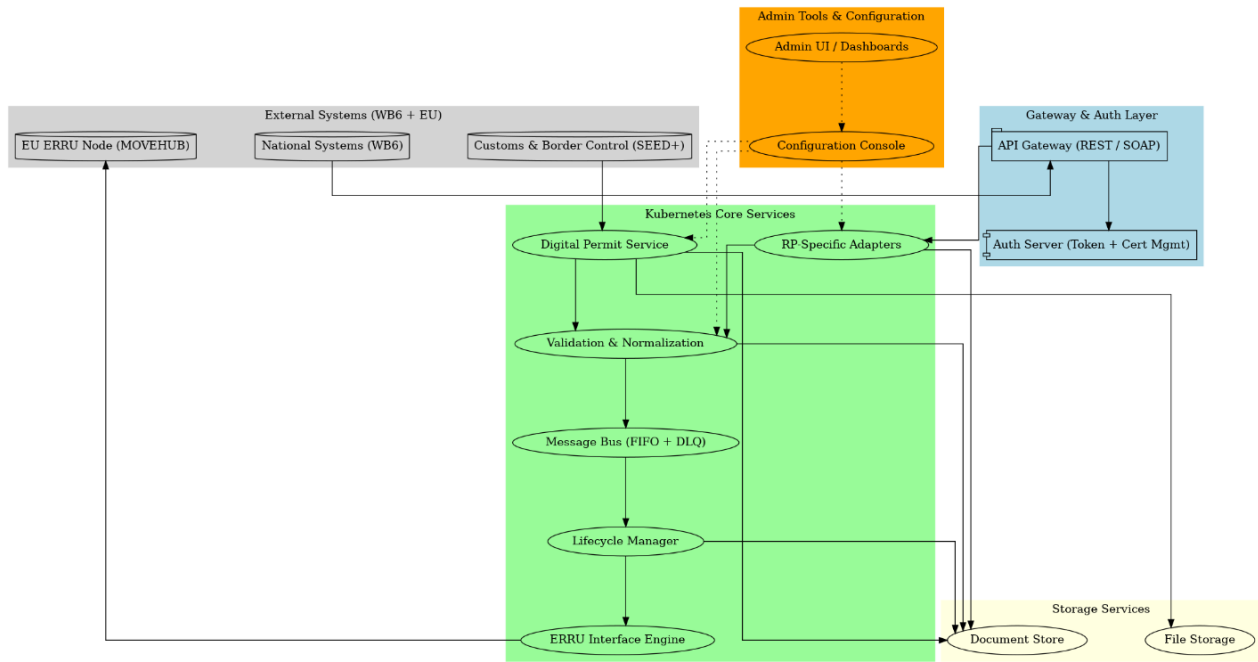 Admin Tools & Configuration
Admin UI / Dashboards
External Systems (WB6 + EU)
Gateway & Auth Layer
EU ERRU Node (MOVEHUB)
National Systems (WB6)
Customs & Border Control (SEED+)
Configuration Console
API Gateway (REST / SOAP)
Kubernetes Core Services
Digital Permit Service
RP-Specific Adapters
Auth Server (Token + Cert Mgmt)
Validation & Normalization
Message Bus (FIFO + DLQ)
Lifecycle Manager
Storage Services
ERRU Interface Engine
Document Store
File Storage